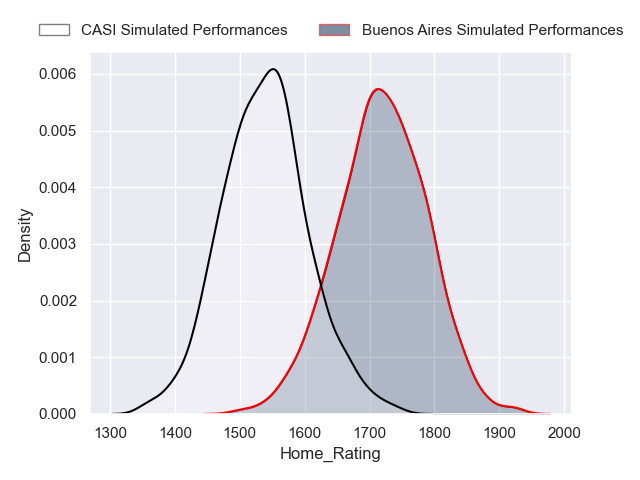 CASI Simulated Performances Buenos Aires Simulated Performances
0.006
0.005
0.004
0.003
0.002
0.001
0.000
Density
1300 1400 1500 1600 1700 1800 1900 2000
Home_Rating